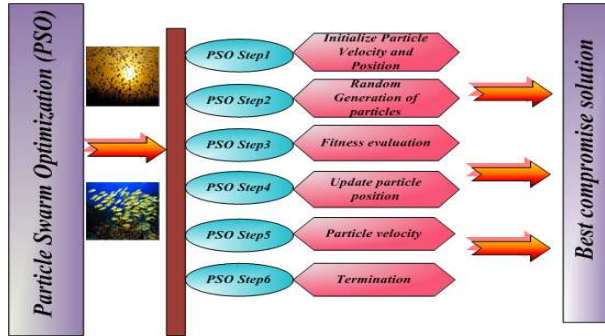 Particle Swarm Optimization (PSO)
PSO Step1
Initialize Particle
Velocity and
Position
PSO Step2
Random
Generation of
particles
PSO Step3
Fitness evaluation
PSO Step4
Update particle
position
PSO Step5
Particle velocity
PSO Step6
Termination
Best compromise solution